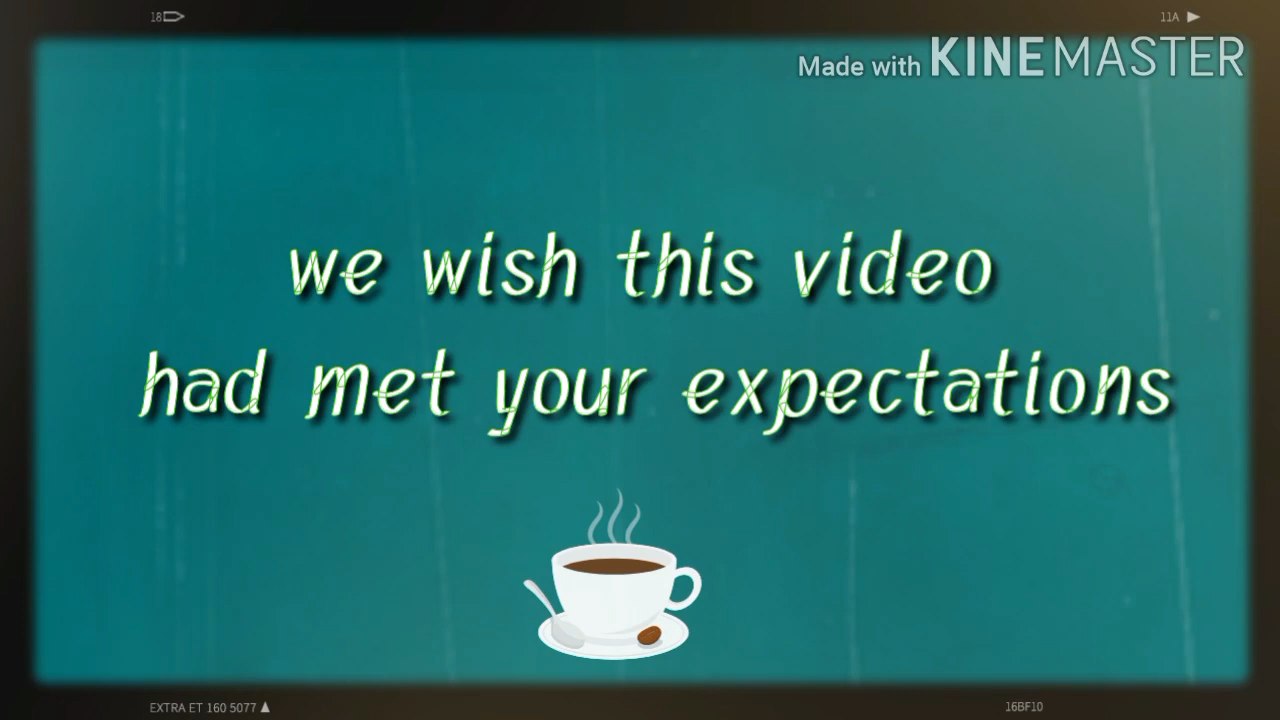 18
11A
Made with KINEMASTER
we wish this video
had met your expectations
EXTRA ET 160 5077
16BF10